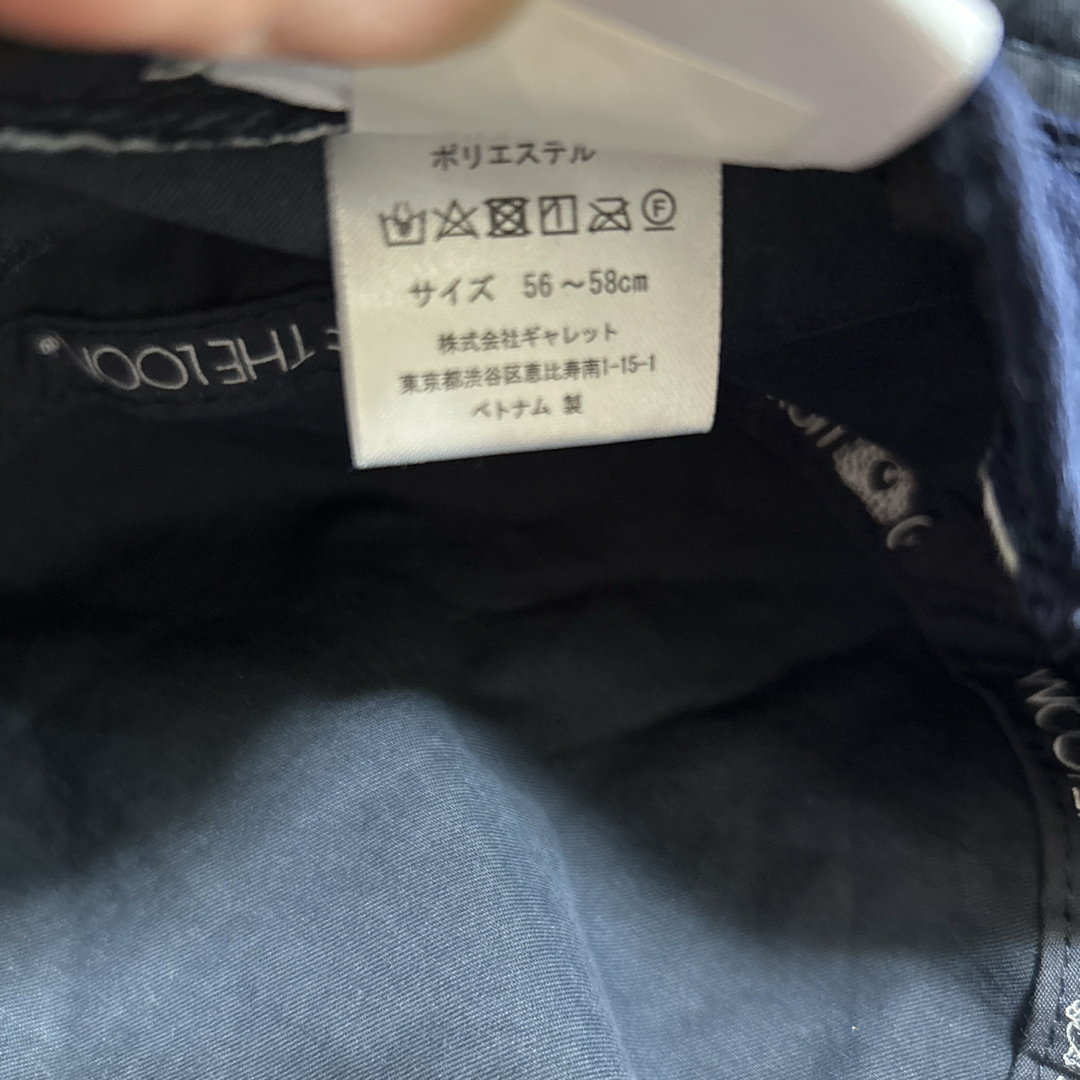 ポリエステル
F
サイズ 56～58cm
株式会社ギャレット
東京都渋谷区恵比寿南1-15-1
ベトナム 製
THE